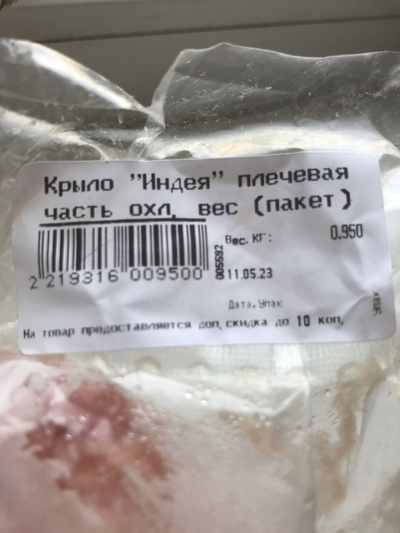 Крыло "Индея" плечевая
часть охл. вес (пакет)
Вес. КГ: 0.950
2 219316 009500
005592
11.05.23
Дата. Упак
На товар предоставляется доп. скидка до 10 коп.